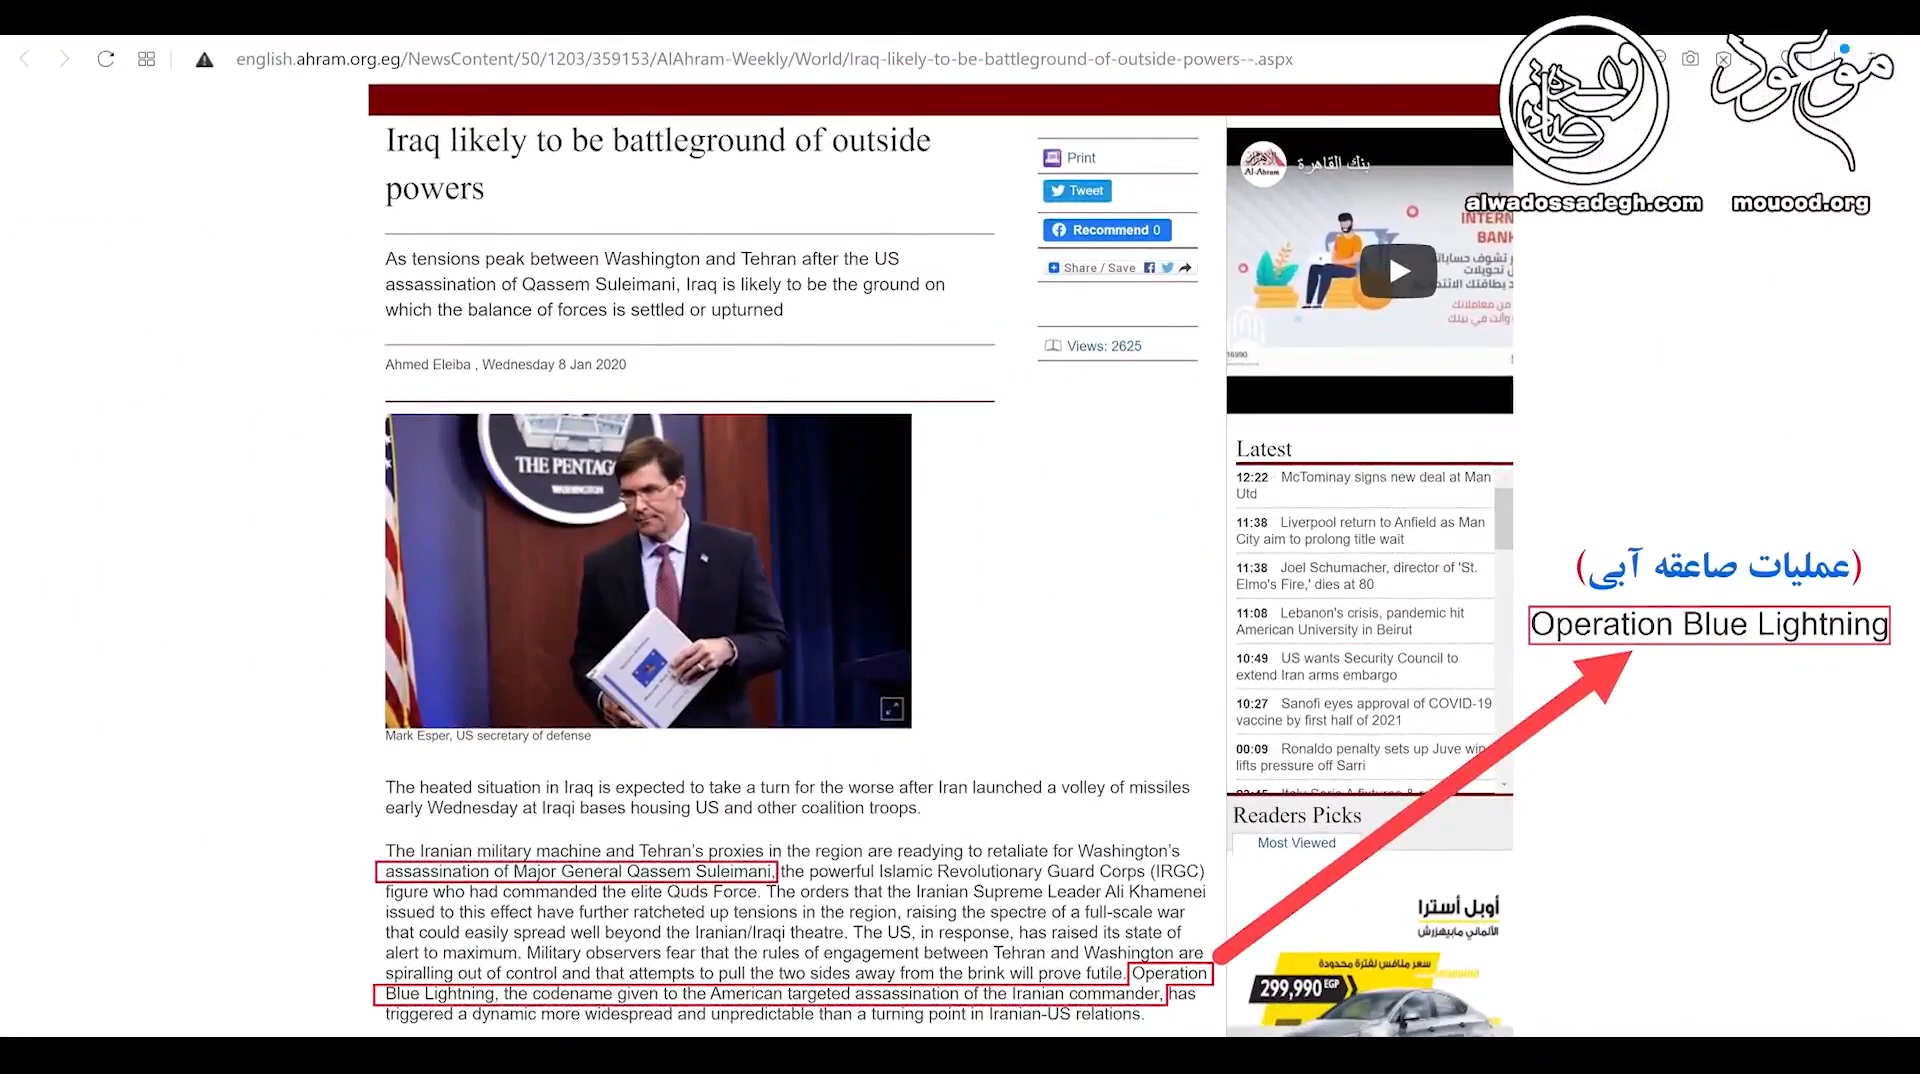 english.ahram.org.eg/NewsContent/50/1203/359153/AlAhram-Weekly/World/Iraq-likely-to-be-battleground-of-outside-powers--.aspx
موعود
alwadossadegh.com
mouood.org
Iraq likely to be battleground of outside
powers
As tensions peak between Washington and Tehran after the US
assassination of Qassem Suleimani, Iraq is likely to be the ground on
which the balance of forces is settled or upturned
Ahmed Eleiba , Wednesday 8 Jan 2020
Print
Tweet
Recommend 0
Share / Save
Views: 2625
THE PENTAG
WASHINGTON
Mark Esper, US secretary of defense
The heated situation in Iraq is expected to take a turn for the worse after Iran launched a volley of missiles
early Wednesday at Iraqi bases housing US and other coalition troops.
The Iranian military machine and Tehran’s proxies in the region are readying to retaliate for Washington’s
assassination of Major General Qassem Suleimani, the powerful Islamic Revolutionary Guard Corps (IRGC)
figure who had commanded the elite Quds Force. The orders that the Iranian Supreme Leader Ali Khamenei
issued to this effect have further ratcheted up tensions in the region, raising the spectre of a full-scale war
that could easily spread well beyond the Iranian/Iraqi theatre. The US, in response, has raised its state of
alert to maximum. Military observers fear that the rules of engagement between Tehran and Washington are
spiralling out of control and that attempts to pull the two sides away from the brink will prove futile. Operation
Blue Lightning, the codename given to the American targeted assassination of the Iranian commander, has
triggered a dynamic more widespread and unpredictable than a turning point in Iranian-US relations.
الأهرام
Al-Ahram
بنك القاهرة
INTERN
BANK
تشوف حساباتك
تحويلات
من معاملاتك
وأنت في بيتك
16990
Latest
12:22 McTominay signs new deal at Man
Utd
11:38 Liverpool return to Anfield as Man
City aim to prolong title wait
11:38 Joel Schumacher, director of 'St.
Elmo's Fire,' dies at 80
11:08 Lebanon's crisis, pandemic hit
American University in Beirut
10:49 US wants Security Council to
extend Iran arms embargo
10:27 Sanofi eyes approval of COVID-19
vaccine by first half of 2021
00:09 Ronaldo penalty sets up Juve win,
lifts pressure off Sarri
Readers Picks
Most Viewed
أوبل أسترا
الألماني مابيهزرش
سعر منافس لفترة محدودة
299,990 EGP
(عملیات صاعقه آبی)
Operation Blue Lightning